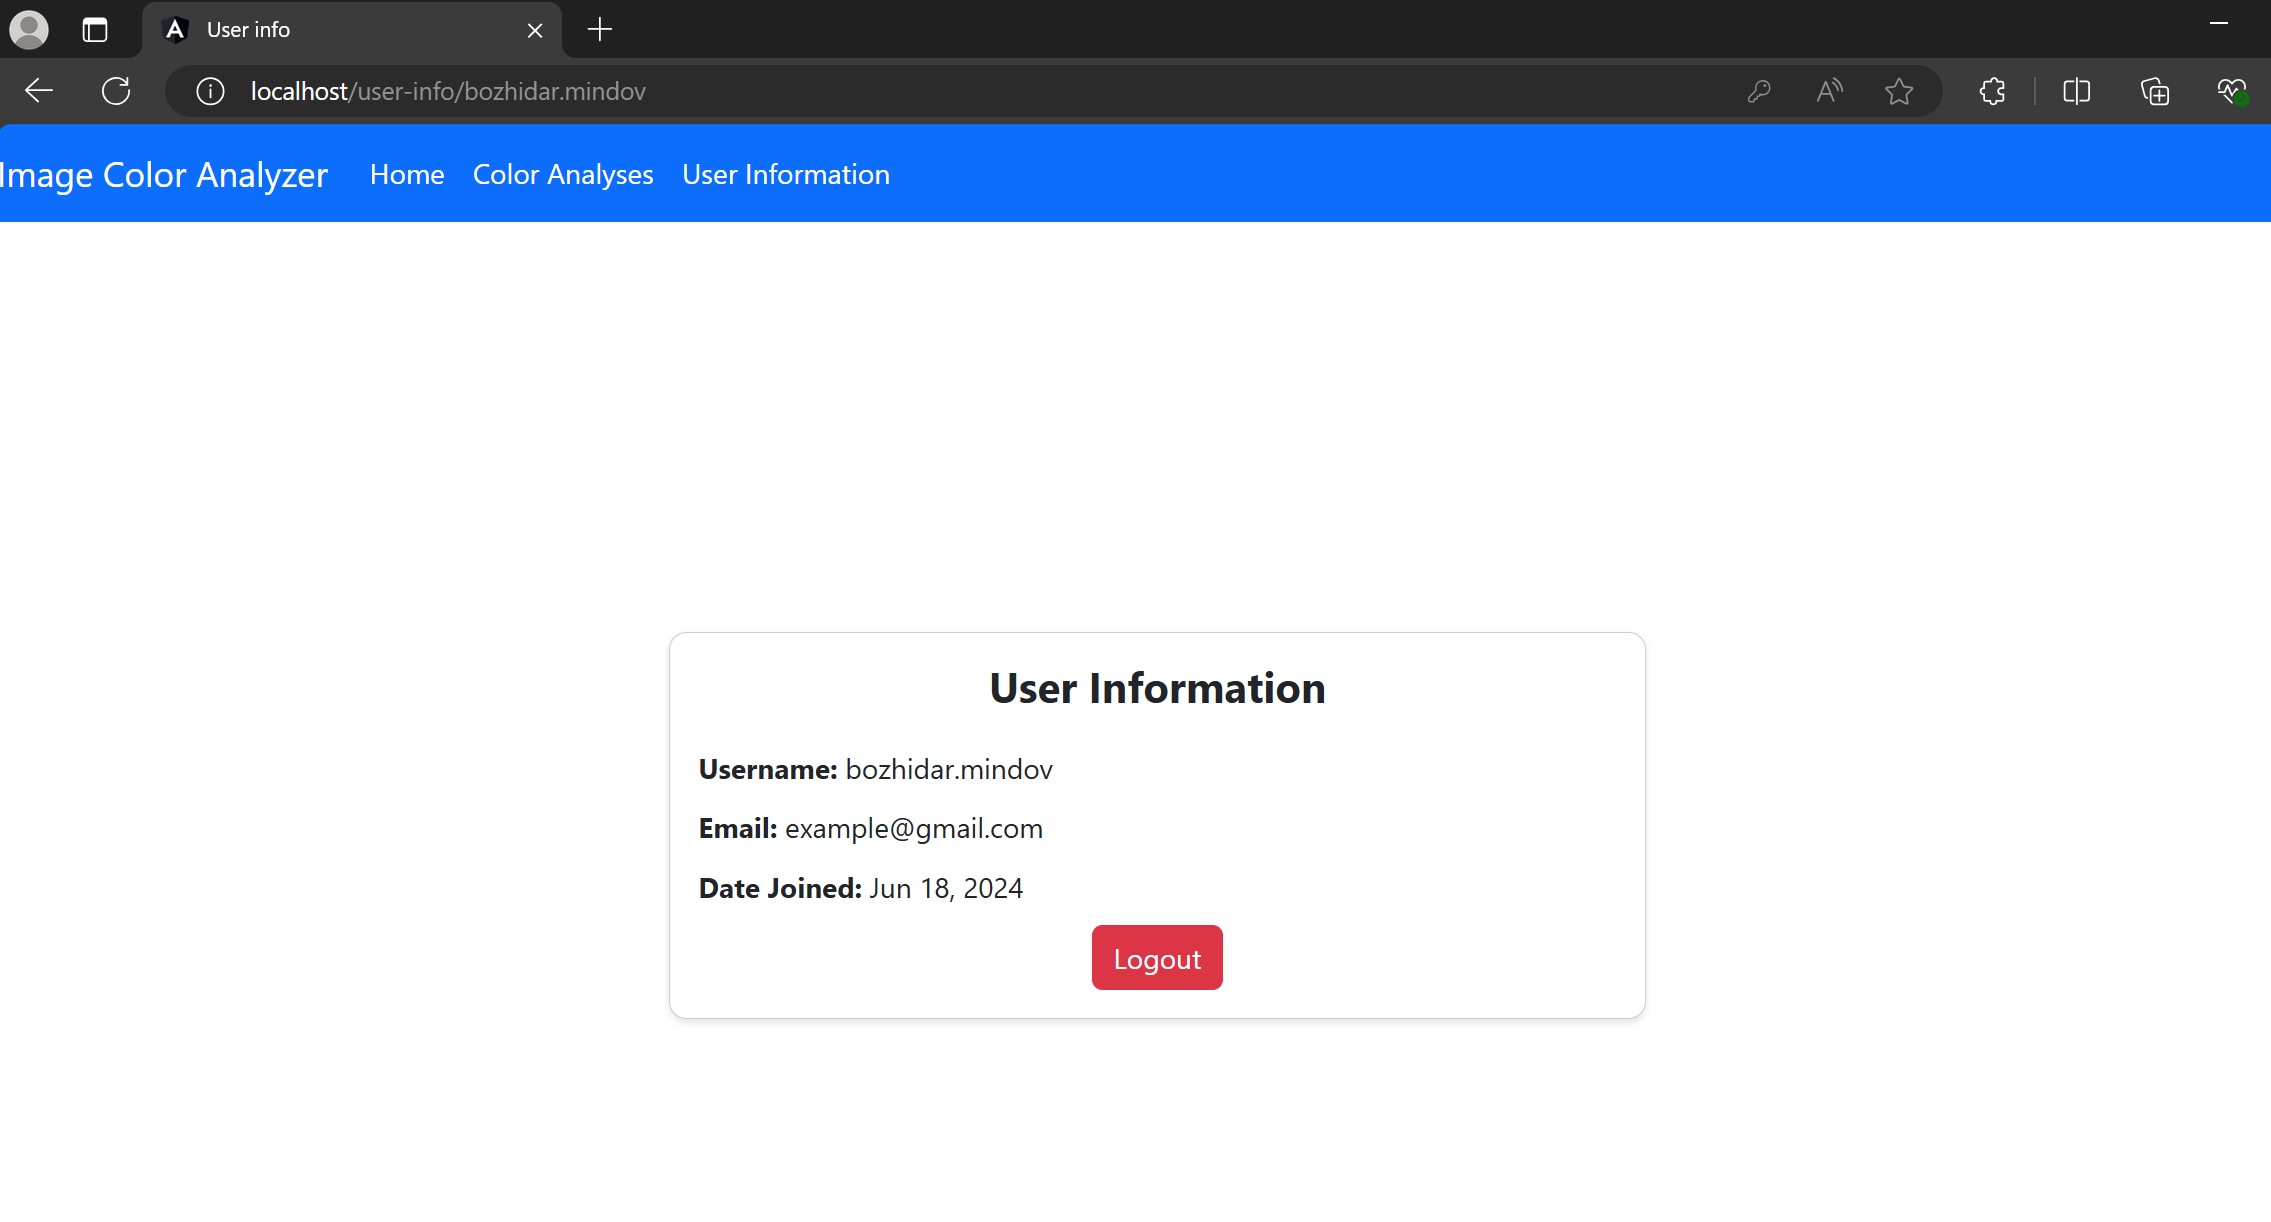 User info
localhost/user-info/bozhidar.mindov
Image Color Analyzer Home Color Analyses User Information
User Information
Username: bozhidar.mindov
Email: example@gmail.com
Date Joined: Jun 18, 2024
Logout